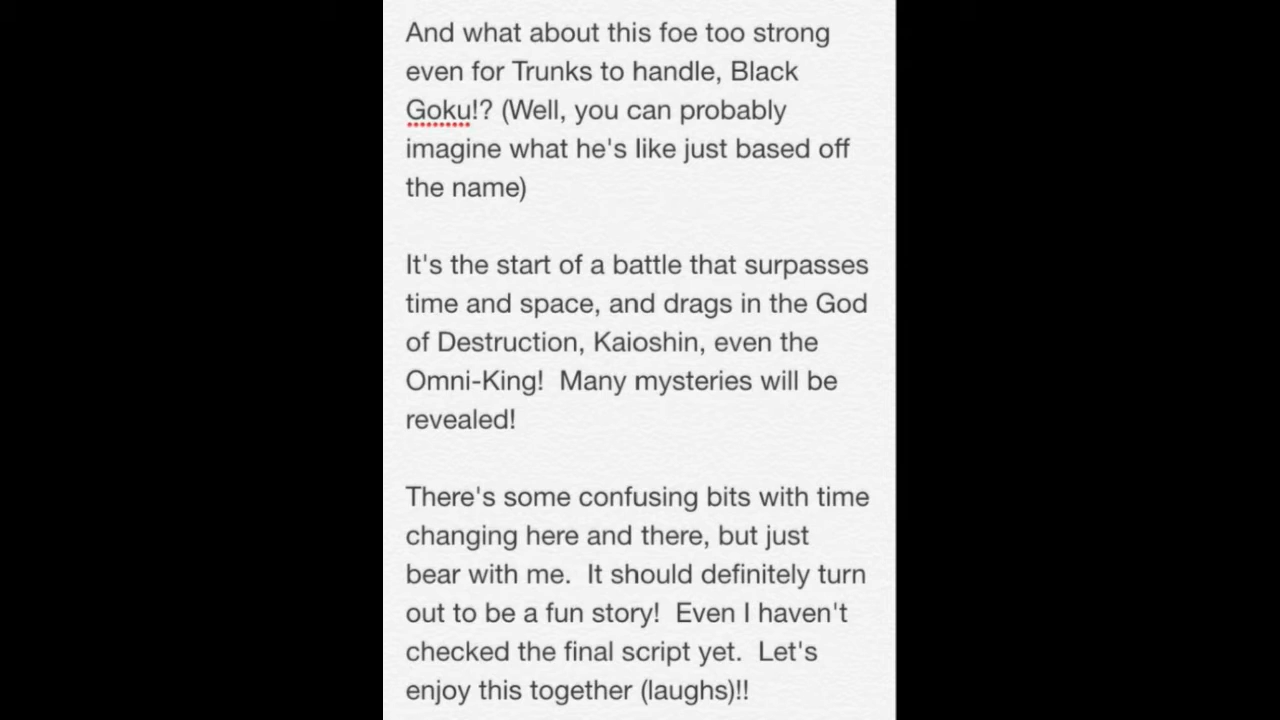 And what about this foe too strong
even for Trunks to handle, Black
Goku!? (Well, you can probably
imagine what he's like just based off
the name)
It's the start of a battle that surpasses
time and space, and drags in the God
of Destruction, Kaioshin, even the
Omni-King!  Many mysteries will be
revealed!
There's some confusing bits with time
changing here and there, but just
bear with me.  It should definitely turn
out to be a fun story!  Even I haven't
checked the final script yet.  Let's
enjoy this together (laughs)!!